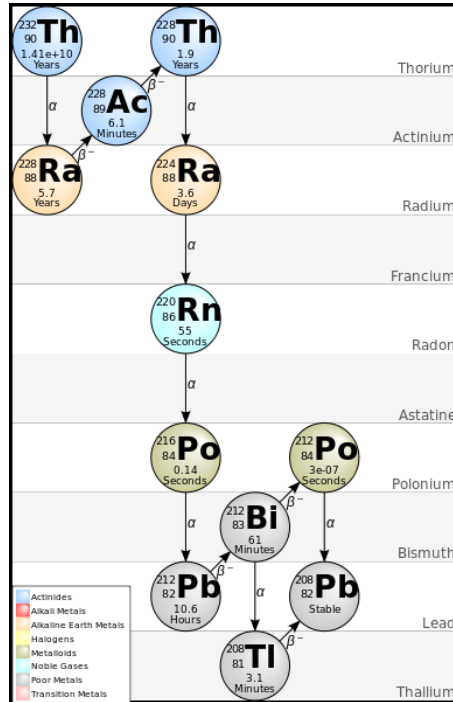 232
90 Th
1.41e+10
Years
228
90 Th
1.9
Years
Thorium
α
β⁻
α
228
89 Ac
6.1
Minutes
Actinium
β⁻
228
88 Ra
5.7
Years
224
88 Ra
3.6
Days
Radium
α
Francium
220
86 Rn
55
Seconds
Radon
α
Astatine
216
84 Po
0.14
Seconds
212
84 Po
3e-07
Seconds
Polonium
α
β⁻
α
212
83 Bi
61
Minutes
Bismuth
β⁻
212
82 Pb
10.6
Hours
α
208
82 Pb
Stable
Lead
β⁻
208
81 Tl
3.1
Minutes
Thallium
Actinides
Alkali Metals
Alkaline Earth Metals
Halogens
Metalloids
Noble Gases
Poor Metals
Transition Metals